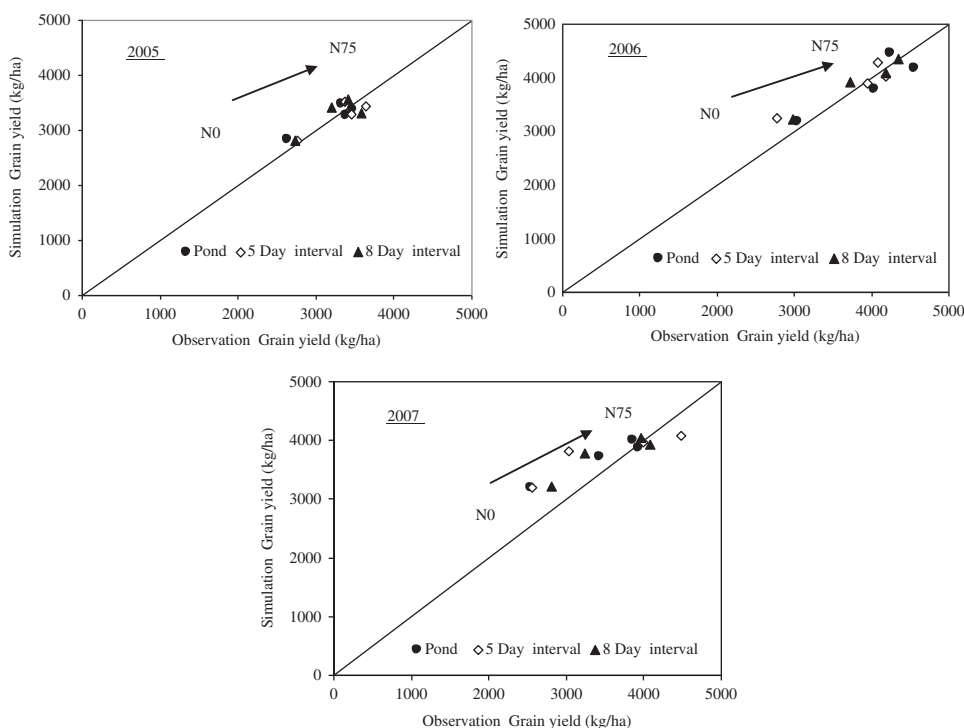 2005
N75
N0
Simulation Grain yield (kg/ha)
5000
4000
3000
2000
1000
0
Pond 5 Day interval 8 Day interval
0 1000 2000 3000 4000 5000
Observation Grain yield (kg/ha)
2006
N75
N0
Simulation Grain yield (kg/ha)
5000
4000
3000
2000
1000
0
Pond 5 Day interval 8 Day interval
0 1000 2000 3000 4000 5000
Observation Grain yield (kg/ha)
2007
N75
N0
Simulation Grain yield (kg/ha)
5000
4000
3000
2000
1000
0
Pond 5 Day interval 8 Day interval
0 1000 2000 3000 4000 5000
Observation Grain yield (kg/ha)